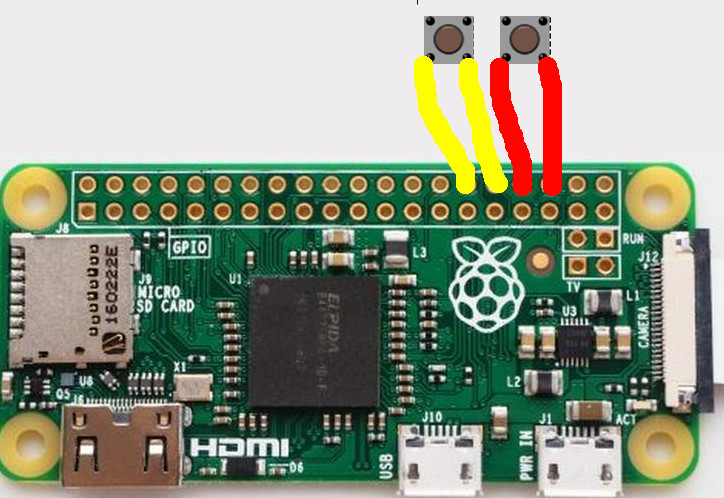 J8
GPIO
RUN
J12
L3
TV
J9
MICRO
SD CARD
160222E
U1
ELPIDA
L1
U3
CAMERA
X1
U8
Q5
J6
L2
HDMI
D6
J10
USB
J1
PWR IN
ACT